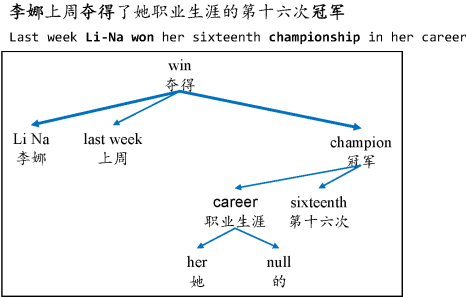 李娜上周夺得了她职业生涯的第十六次冠军
Last week Li-Na won her sixteenth championship in her career
win
夺得
Li Na last week champion
李娜 上周 冠军
career sixteenth
职业生涯 第十六次
her null
她 的